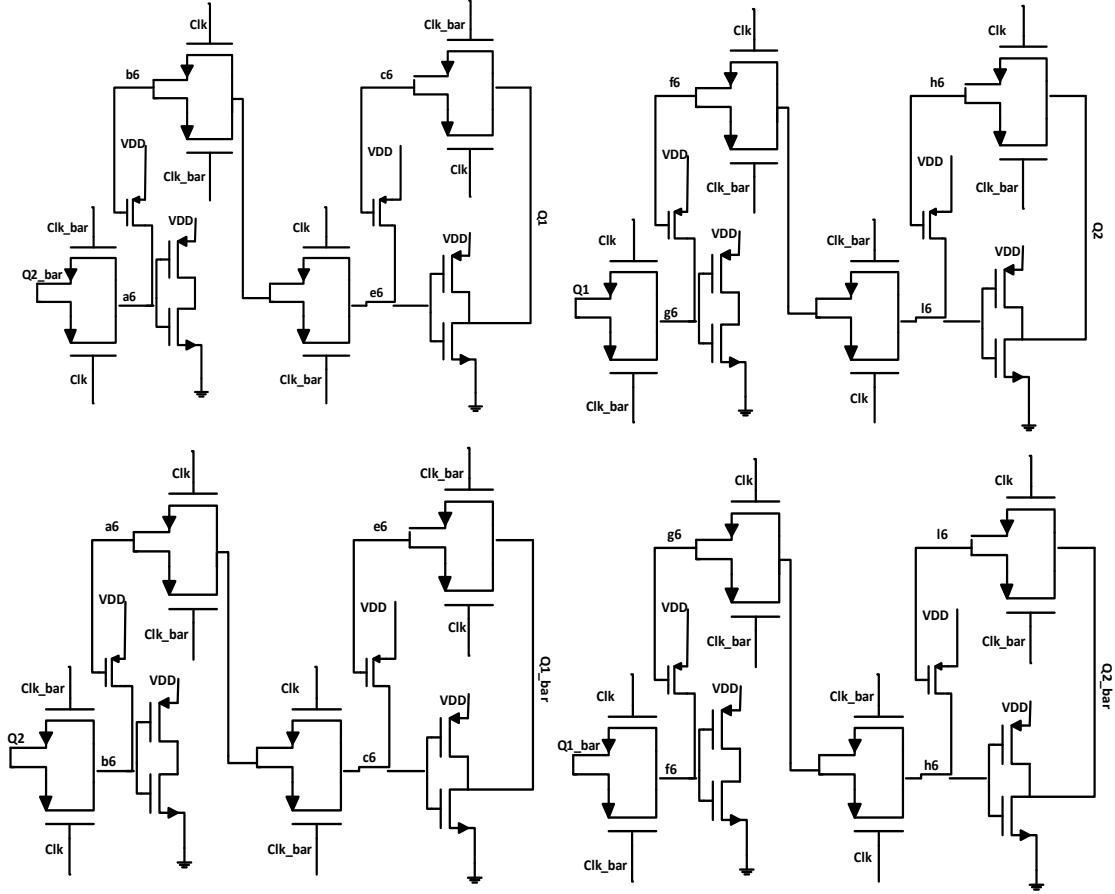 Clk
b6
VDD
Clk_bar
Clk_bar
VDD
Q2_bar
a6
Clk
Clk_bar
c6
VDD
Clk
Clk
VDD
Q1
e6
Clk_bar
Clk
f6
VDD
Clk_bar
Clk
VDD
Q1
g6
Clk_bar
Clk
h6
VDD
Clk_bar
Clk_bar
VDD
Q2
l6
Clk
Clk
a6
VDD
Clk_bar
Clk_bar
VDD
Q2
b6
Clk
Clk_bar
e6
VDD
Clk
Clk
VDD
Q1_bar
c6
Clk_bar
Clk
g6
VDD
Clk_bar
Clk
VDD
Q1_bar
f6
Clk_bar
Clk
l6
VDD
Clk_bar
Clk_bar
VDD
Q2_bar
h6
Clk